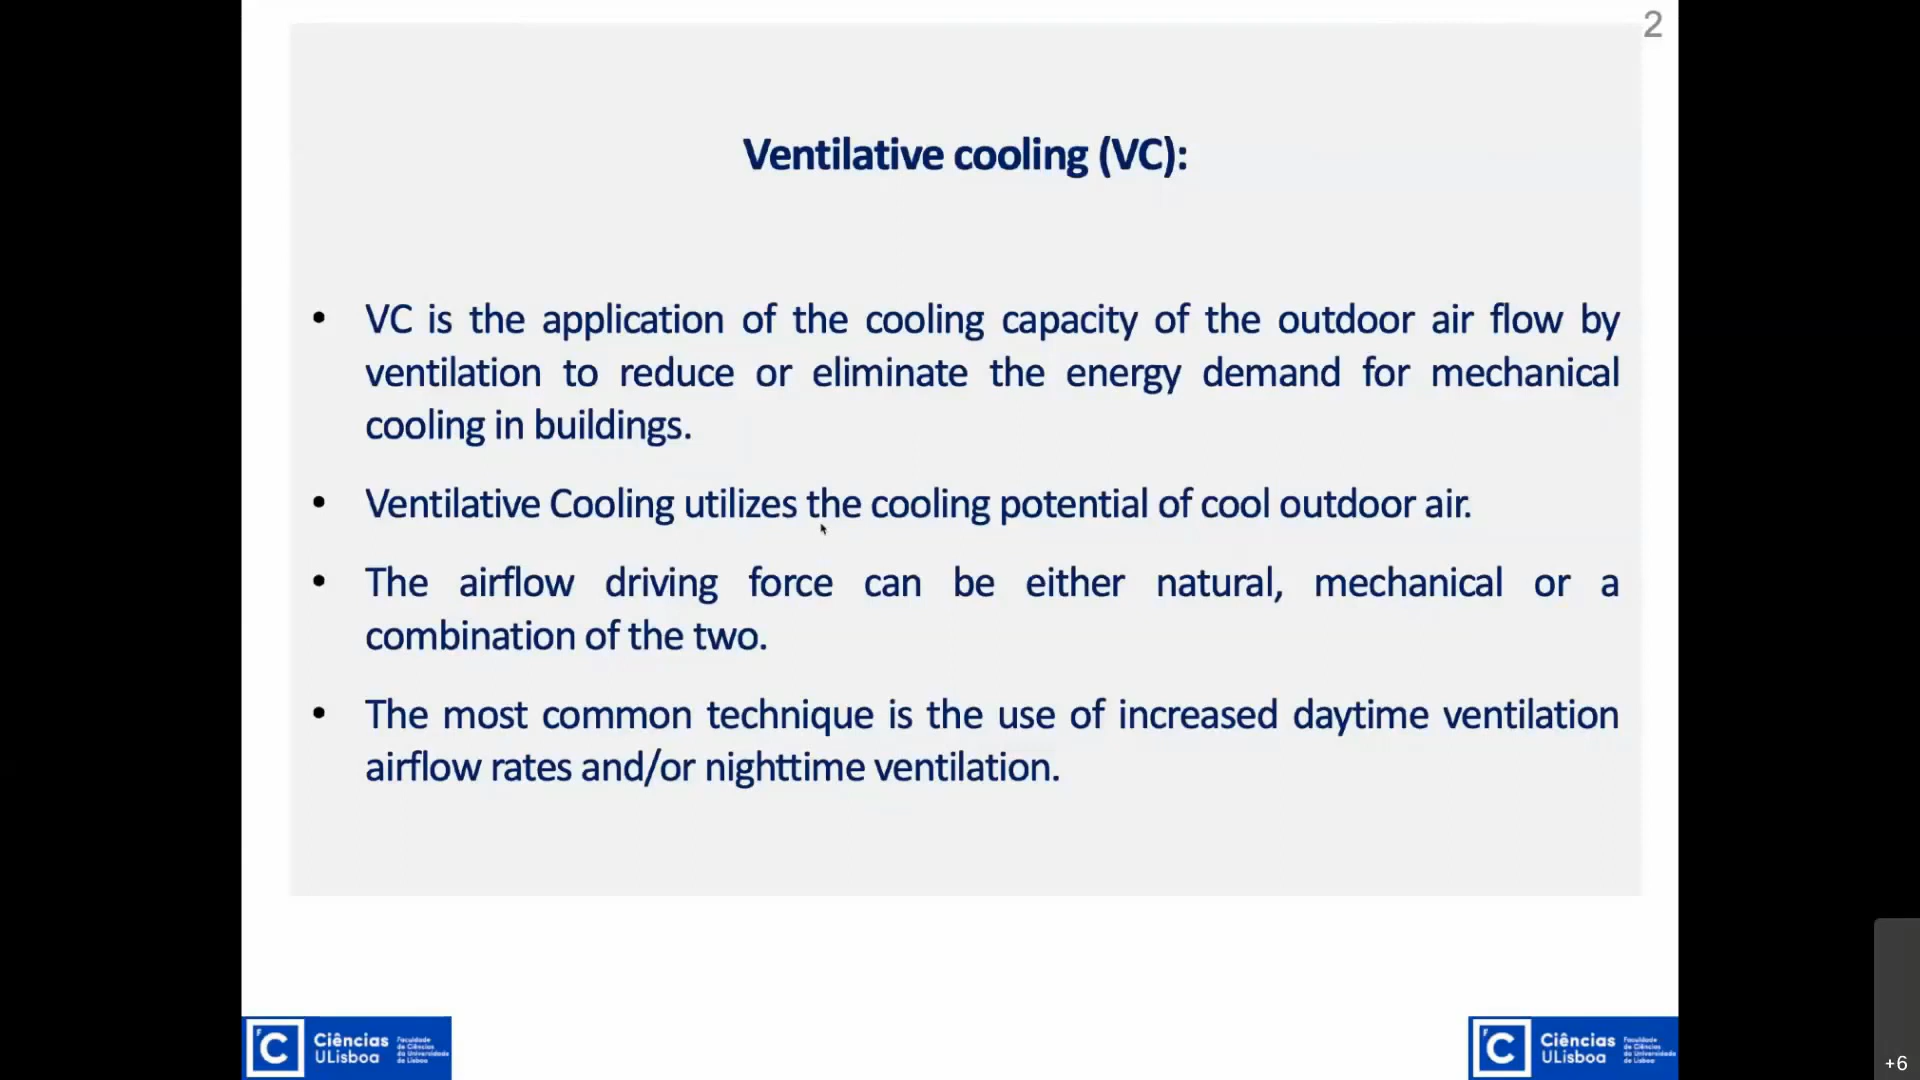 2
Ventilative cooling (VC):
• VC is the application of the cooling capacity of the outdoor air flow by
ventilation to reduce or eliminate the energy demand for mechanical
cooling in buildings.
• Ventilative Cooling utilizes the cooling potential of cool outdoor air.
• The airflow driving force can be either natural, mechanical or a
combination of the two.
• The most common technique is the use of increased daytime ventilation
airflow rates and/or nighttime ventilation.
F
C
Ciências
ULisboa
Faculdade
de Ciências
da Universidade
de Lisboa
F
C
Ciências
ULisboa
Faculdade
de Ciências
da Universidade
de Lisboa
+6